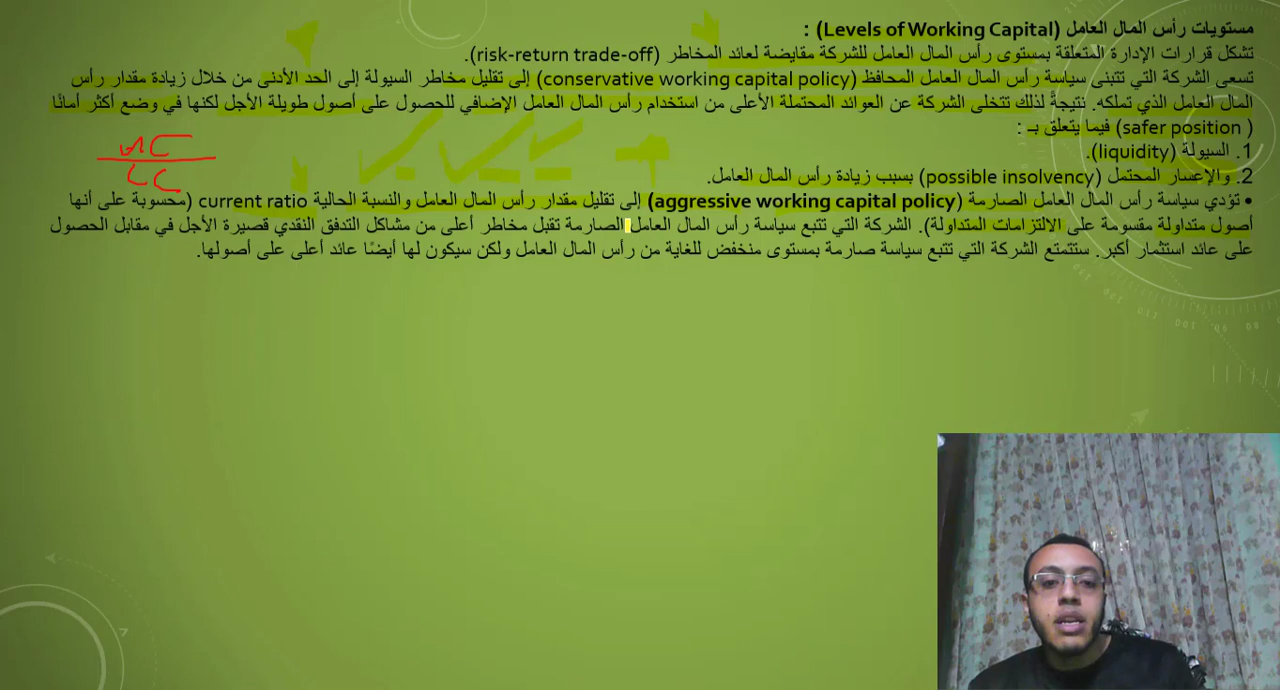 مستويات رأس المال العامل (Levels of Working Capital) :
تشكل قرارات الإدارة المتعلقة بمستوى رأس المال العامل للشركة مقايضة لعائد المخاطر (risk-return trade-off).
تسعى الشركة التي تتبنى سياسة رأس المال العامل المحافظ (conservative working capital policy) إلى تقليل مخاطر السيولة إلى الحد الأدنى من خلال زيادة مقدار رأس
المال العامل الذي تملكه. نتيجةً لذلك تتخلى الشركة عن العوائد المحتملة الأعلى من استخدام رأس المال العامل الإضافي للحصول على أصول طويلة الأجل لكنها في وضع أكثر أمانًا
( safer position) فيما يتعلق بـ :
1. السيولة (liquidity).
2. والإعسار المحتمل (possible insolvency) بسبب زيادة رأس المال العامل.
• تؤدي سياسة رأس المال العامل الصارمة (aggressive working capital policy) إلى تقليل مقدار رأس المال العامل والنسبة الحالية current ratio (محسوبة على أنها
أصول متداولة مقسومة على الالتزامات المتداولة). الشركة التي تتبع سياسة رأس المال العامل الصارمة تقبل مخاطر أعلى من مشاكل التدفق النقدي قصيرة الأجل في مقابل الحصول
على عائد استثمار أكبر. ستتمتع الشركة التي تتبع سياسة صارمة بمستوى منخفض للغاية من رأس المال العامل ولكن سيكون لها أيضًا عائد أعلى على أصولها.